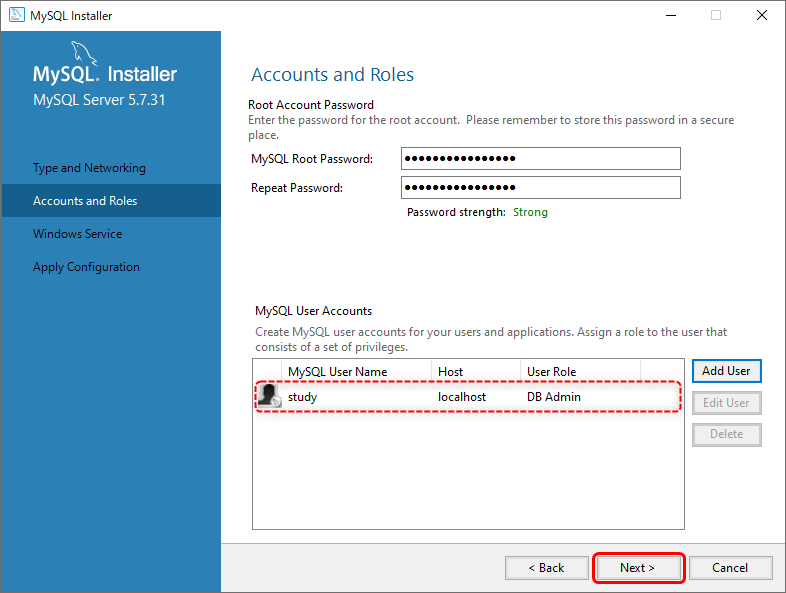 MySQL Installer
MySQL. Installer
MySQL Server 5.7.31
Type and Networking
Accounts and Roles
Windows Service
Apply Configuration
Accounts and Roles
Root Account Password
Enter the password for the root account.  Please remember to store this password in a secure
place.
MySQL Root Password: ●●●●●●●●●●●●●●●●
Repeat Password: ●●●●●●●●●●●●●●●●
Password strength: Strong
MySQL User Accounts
Create MySQL user accounts for your users and applications. Assign a role to the user that
consists of a set of privileges.
MySQL User Name Host User Role
study localhost DB Admin
Add User
Edit User
Delete
< Back Next > Cancel